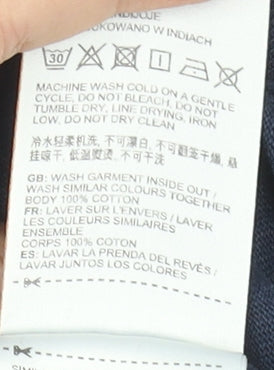 WYPRODUKOWANO W INDIACH
30
MACHINE WASH COLD ON A GENTLE
CYCLE, DO NOT BLEACH, DO NOT
TUMBLE DRY, LINE DRYING, IRON
LOW, DO NOT DRY CLEAN
冷水轻柔机洗, 不可漂白, 不可翻笼干燥, 悬
挂晾干, 低温熨烫, 不可干洗
GB: WASH GARMENT INSIDE OUT /
WASH SIMILAR COLOURS TOGETHER
BODY 100% COTTON
FR: LAVER SUR L'ENVERS / LAVER
LES COULEURS SIMILAIRES
ENSEMBLE
CORPS 100% COTON
ES: LAVAR LA PRENDA DEL REVÉS /
LAVAR JUNTOS LOS COLORES